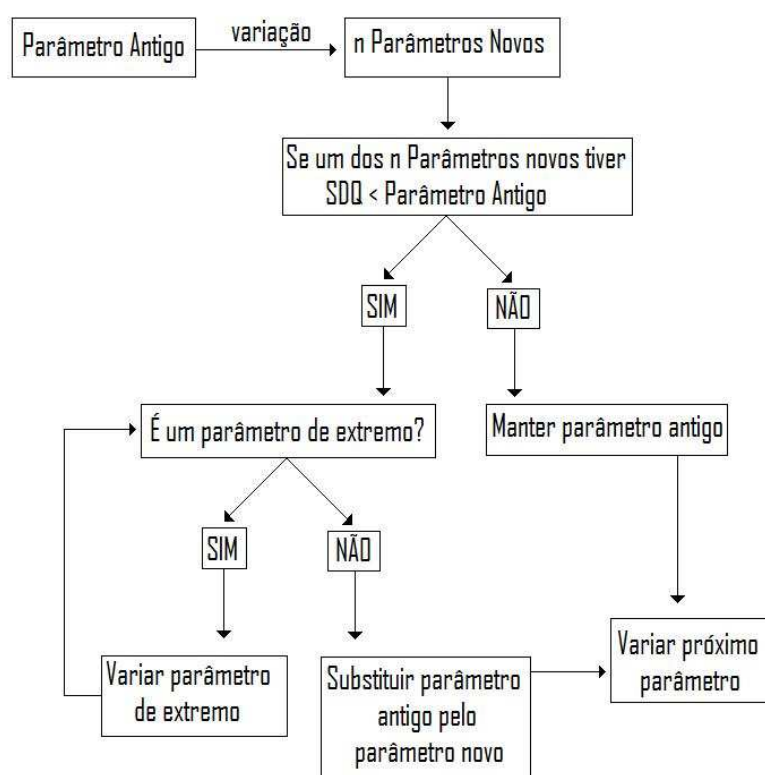 Parâmetro Antigo
variação
n Parâmetros Novos
Se um dos n Parâmetros novos tiver
SDQ < Parâmetro Antigo
SIM
NÃO
É um parâmetro de extremo?
Manter parâmetro antigo
SIM
NÃO
Variar parâmetro
de extremo
Substituir parâmetro
antigo pelo
parâmetro novo
Variar próximo
parâmetro